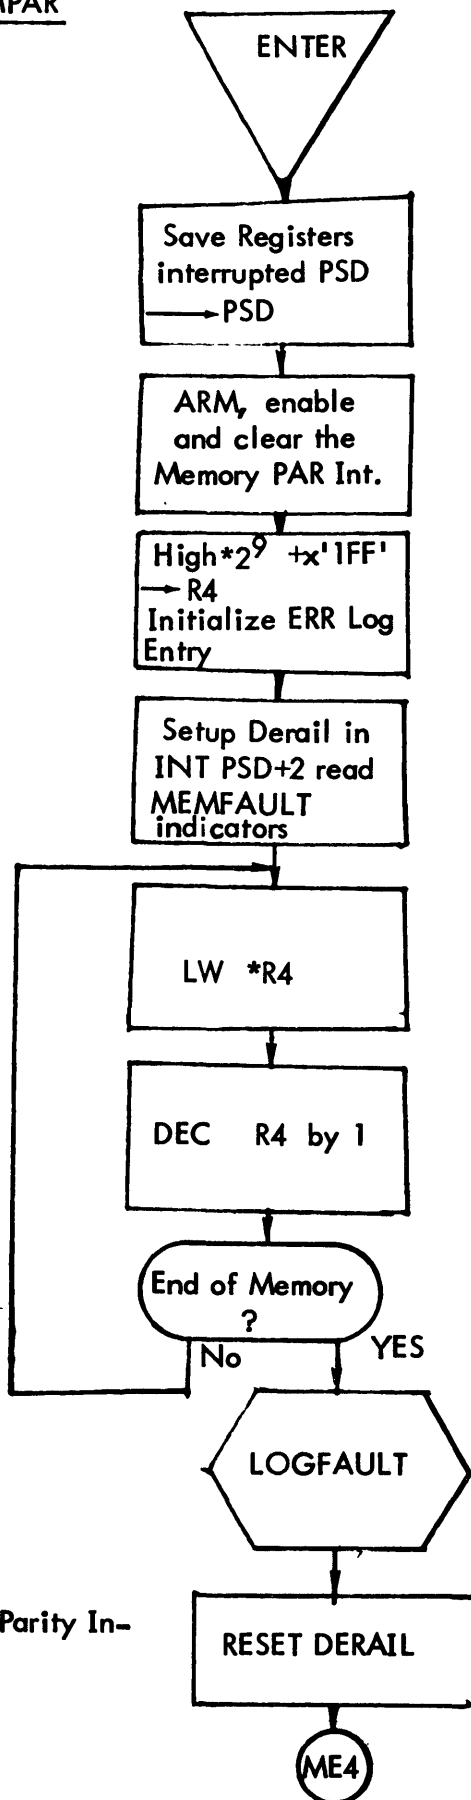 ENTER
Save Registers
interrupted PSD
→PSD
ARM, enable
and clear the
Memory PAR Int.
High*2⁹ +x'1FF'
→ R4
Initialize ERR Log
Entry
Setup Derail in
INT PSD+2 read
MEMFAULT
indicators
LW *R4
DEC R4 by 1
End of Memory
?
No YES
LOGFAULT
Parity In-
RESET DERAIL
ME4